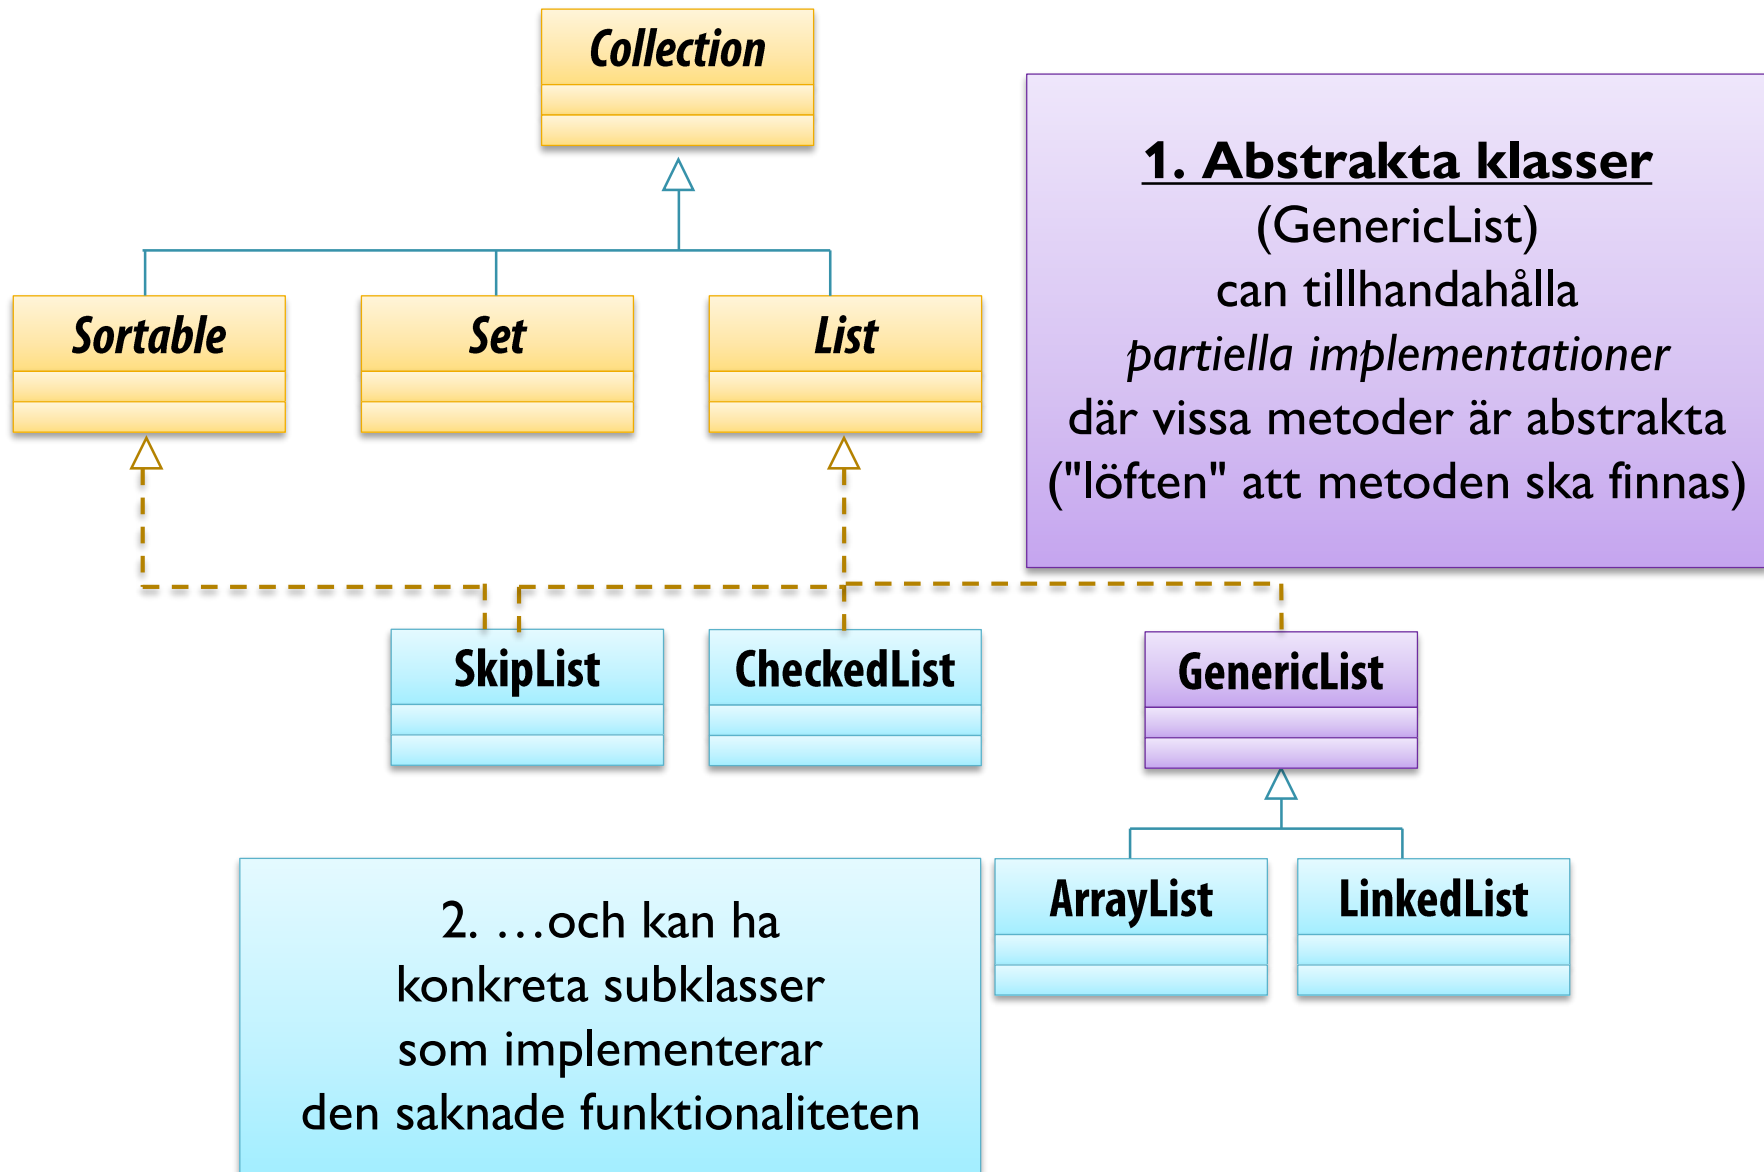 Collection
1. Abstrakta klasser
(GenericList)
can tillhandahålla
partiella implementationer
där vissa metoder är abstrakta
("löften" att metoden ska finnas)
Sortable
Set
List
SkipList
CheckedList
GenericList
ArrayList
LinkedList
2. …och kan ha
konkreta subklasser
som implementerar
den saknade funktionaliteten